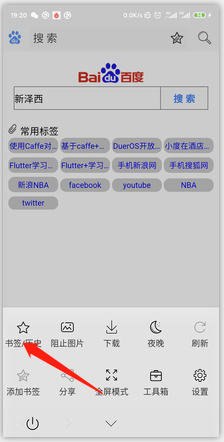 19:20 0.0K/s
搜 索
Bai du 百度
新泽西 搜 索
常用标签
使用Caffe对... 基于caffe+... DuerOS开放... 小度在酒店...
Flutter学习... Flutter+学习... 手机新浪网 手机搜狐网
新浪NBA facebook youtube NBA
twitter
书签/历史 阻止图片 下载 夜晚 刷新
添加书签 分享 全屏模式 工具箱 设置